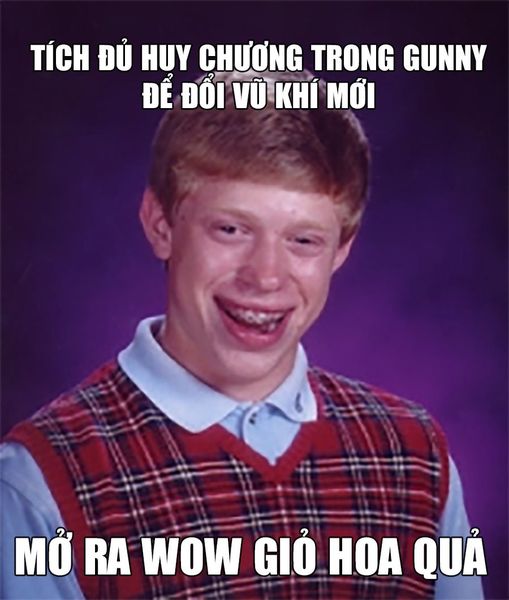 TÍCH ĐỦ HUY CHƯƠNG TRONG GUNNY
ĐỂ ĐỔI VŨ KHÍ MỚI
MỞ RA WOW GIỎ HOA QUẢ